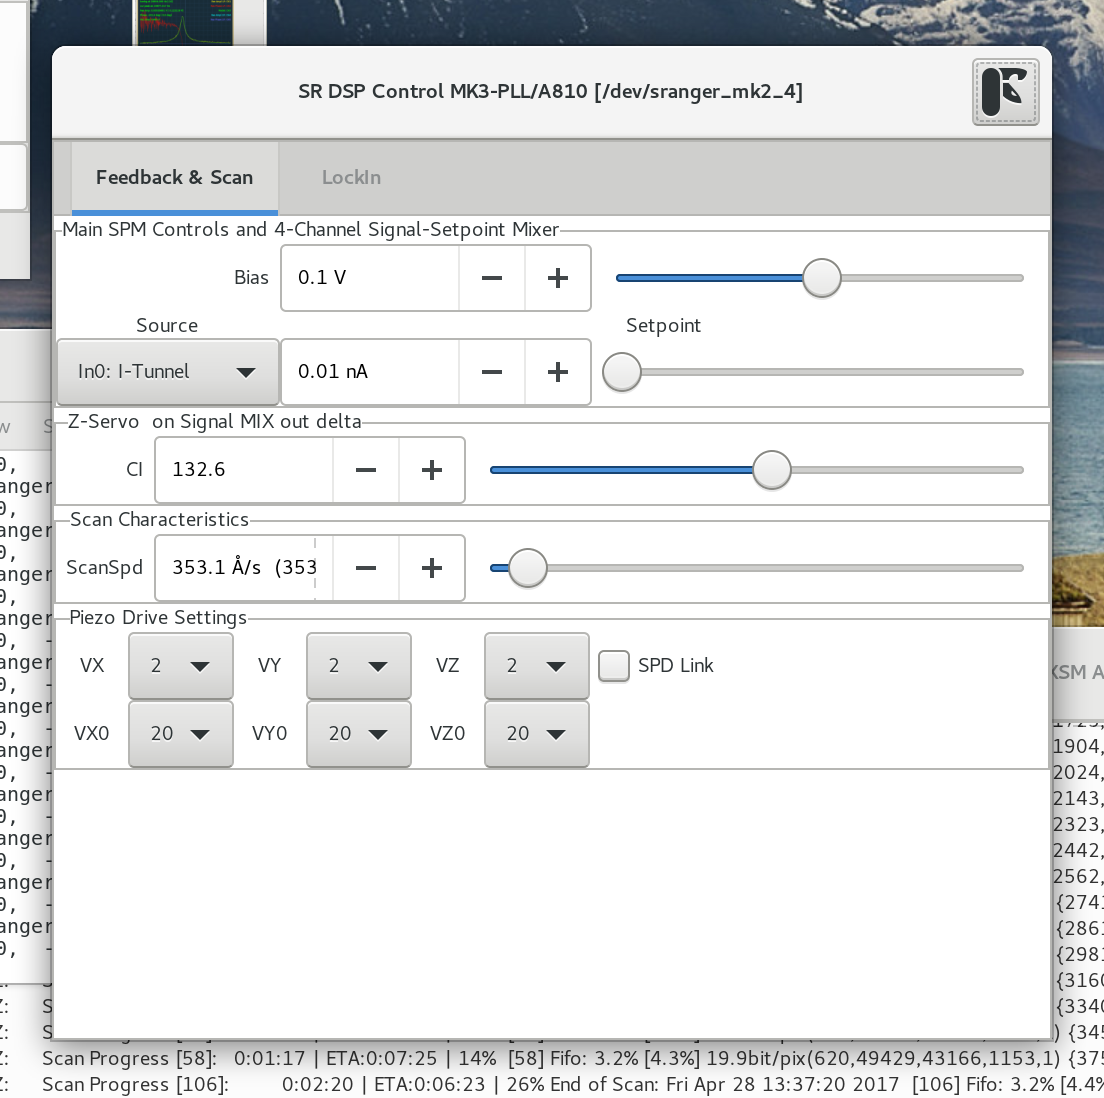 SR DSP Control MK3-PLL/A810 [/dev/sranger_mk2_4]
Feedback & Scan LockIn
Main SPM Controls and 4-Channel Signal-Setpoint Mixer
Bias 0.1 V
Source Setpoint
In0: I-Tunnel 0.01 nA
Z-Servo on Signal MIX out delta
CI 132.6
Scan Characteristics
ScanSpd 353.1 Å/s (353
Piezo Drive Settings
VX 2 VY 2 VZ 2 SPD Link
VX0 20 VY0 20 VZ0 20
XSM A
1904,
2024,
2143,
2323,
2442,
2562,
{274
{286
{298
{316
{334
{345
Z: Scan Progress [58]: 0:01:17 | ETA:0:07:25 | 14% [58] Fifo: 3.2% [4.3%] 19.9bit/pix(620,49429,43166,1153,1) {375
Z: Scan Progress [106]: 0:02:20 | ETA:0:06:23 | 26% End of Scan: Fri Apr 28 13:37:20 2017 [106] Fifo: 3.2% [4.4%